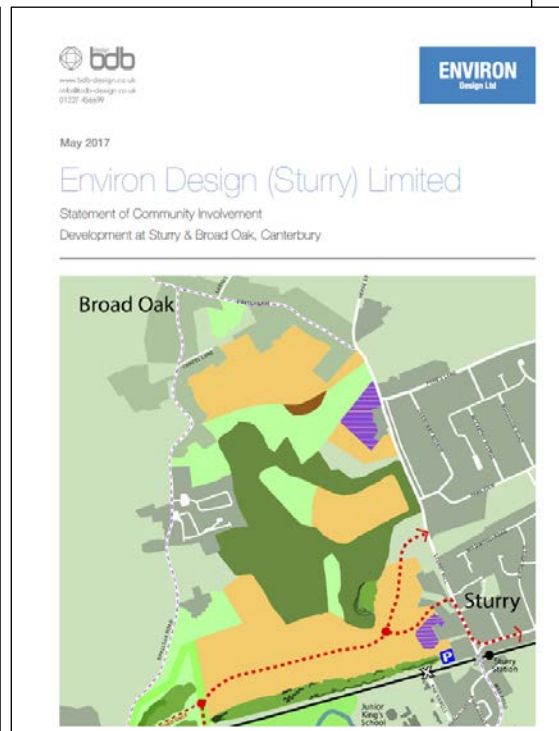 design
bdb
www.bdb-design.co.uk
info@bdb-design.co.uk
01227 456699
ENVIRON
Design Ltd
May 2017
Environ Design (Sturry) Limited
Statement of Community Involvement
Development at Sturry & Broad Oak, Canterbury
Broad Oak
Sturry
P
Sturry
Station
Junior
King's
School